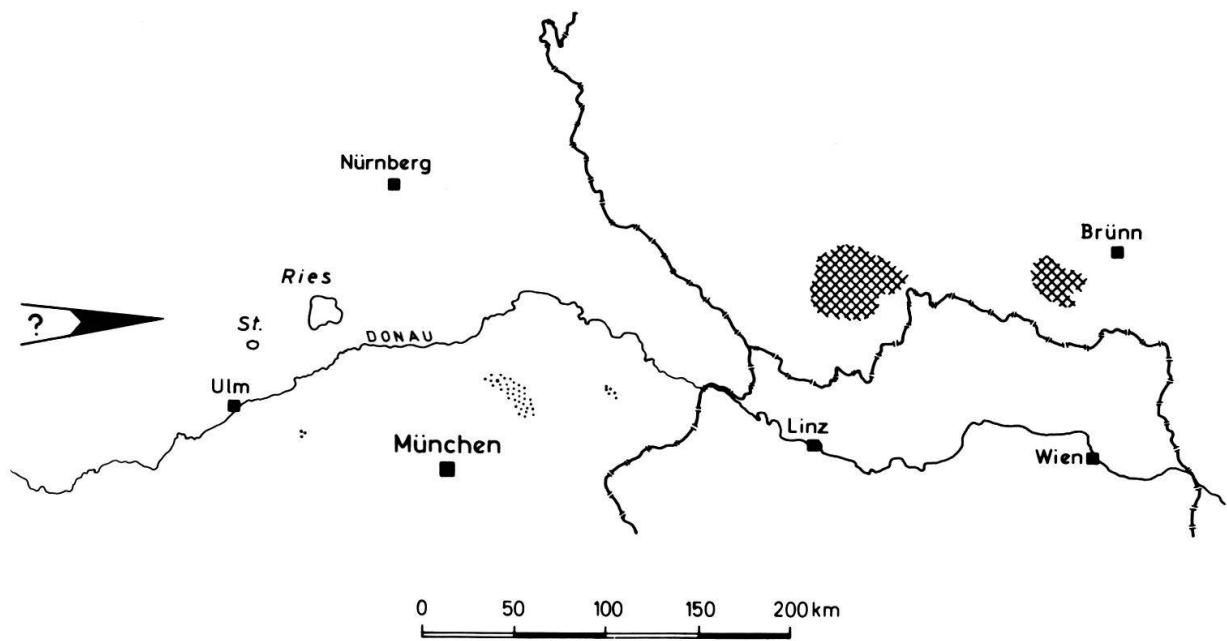 Nürnberg
Brünn
Ries
?
St.
DONAU
Ulm
Linz
München
Wien
0 50 100 150 200 km